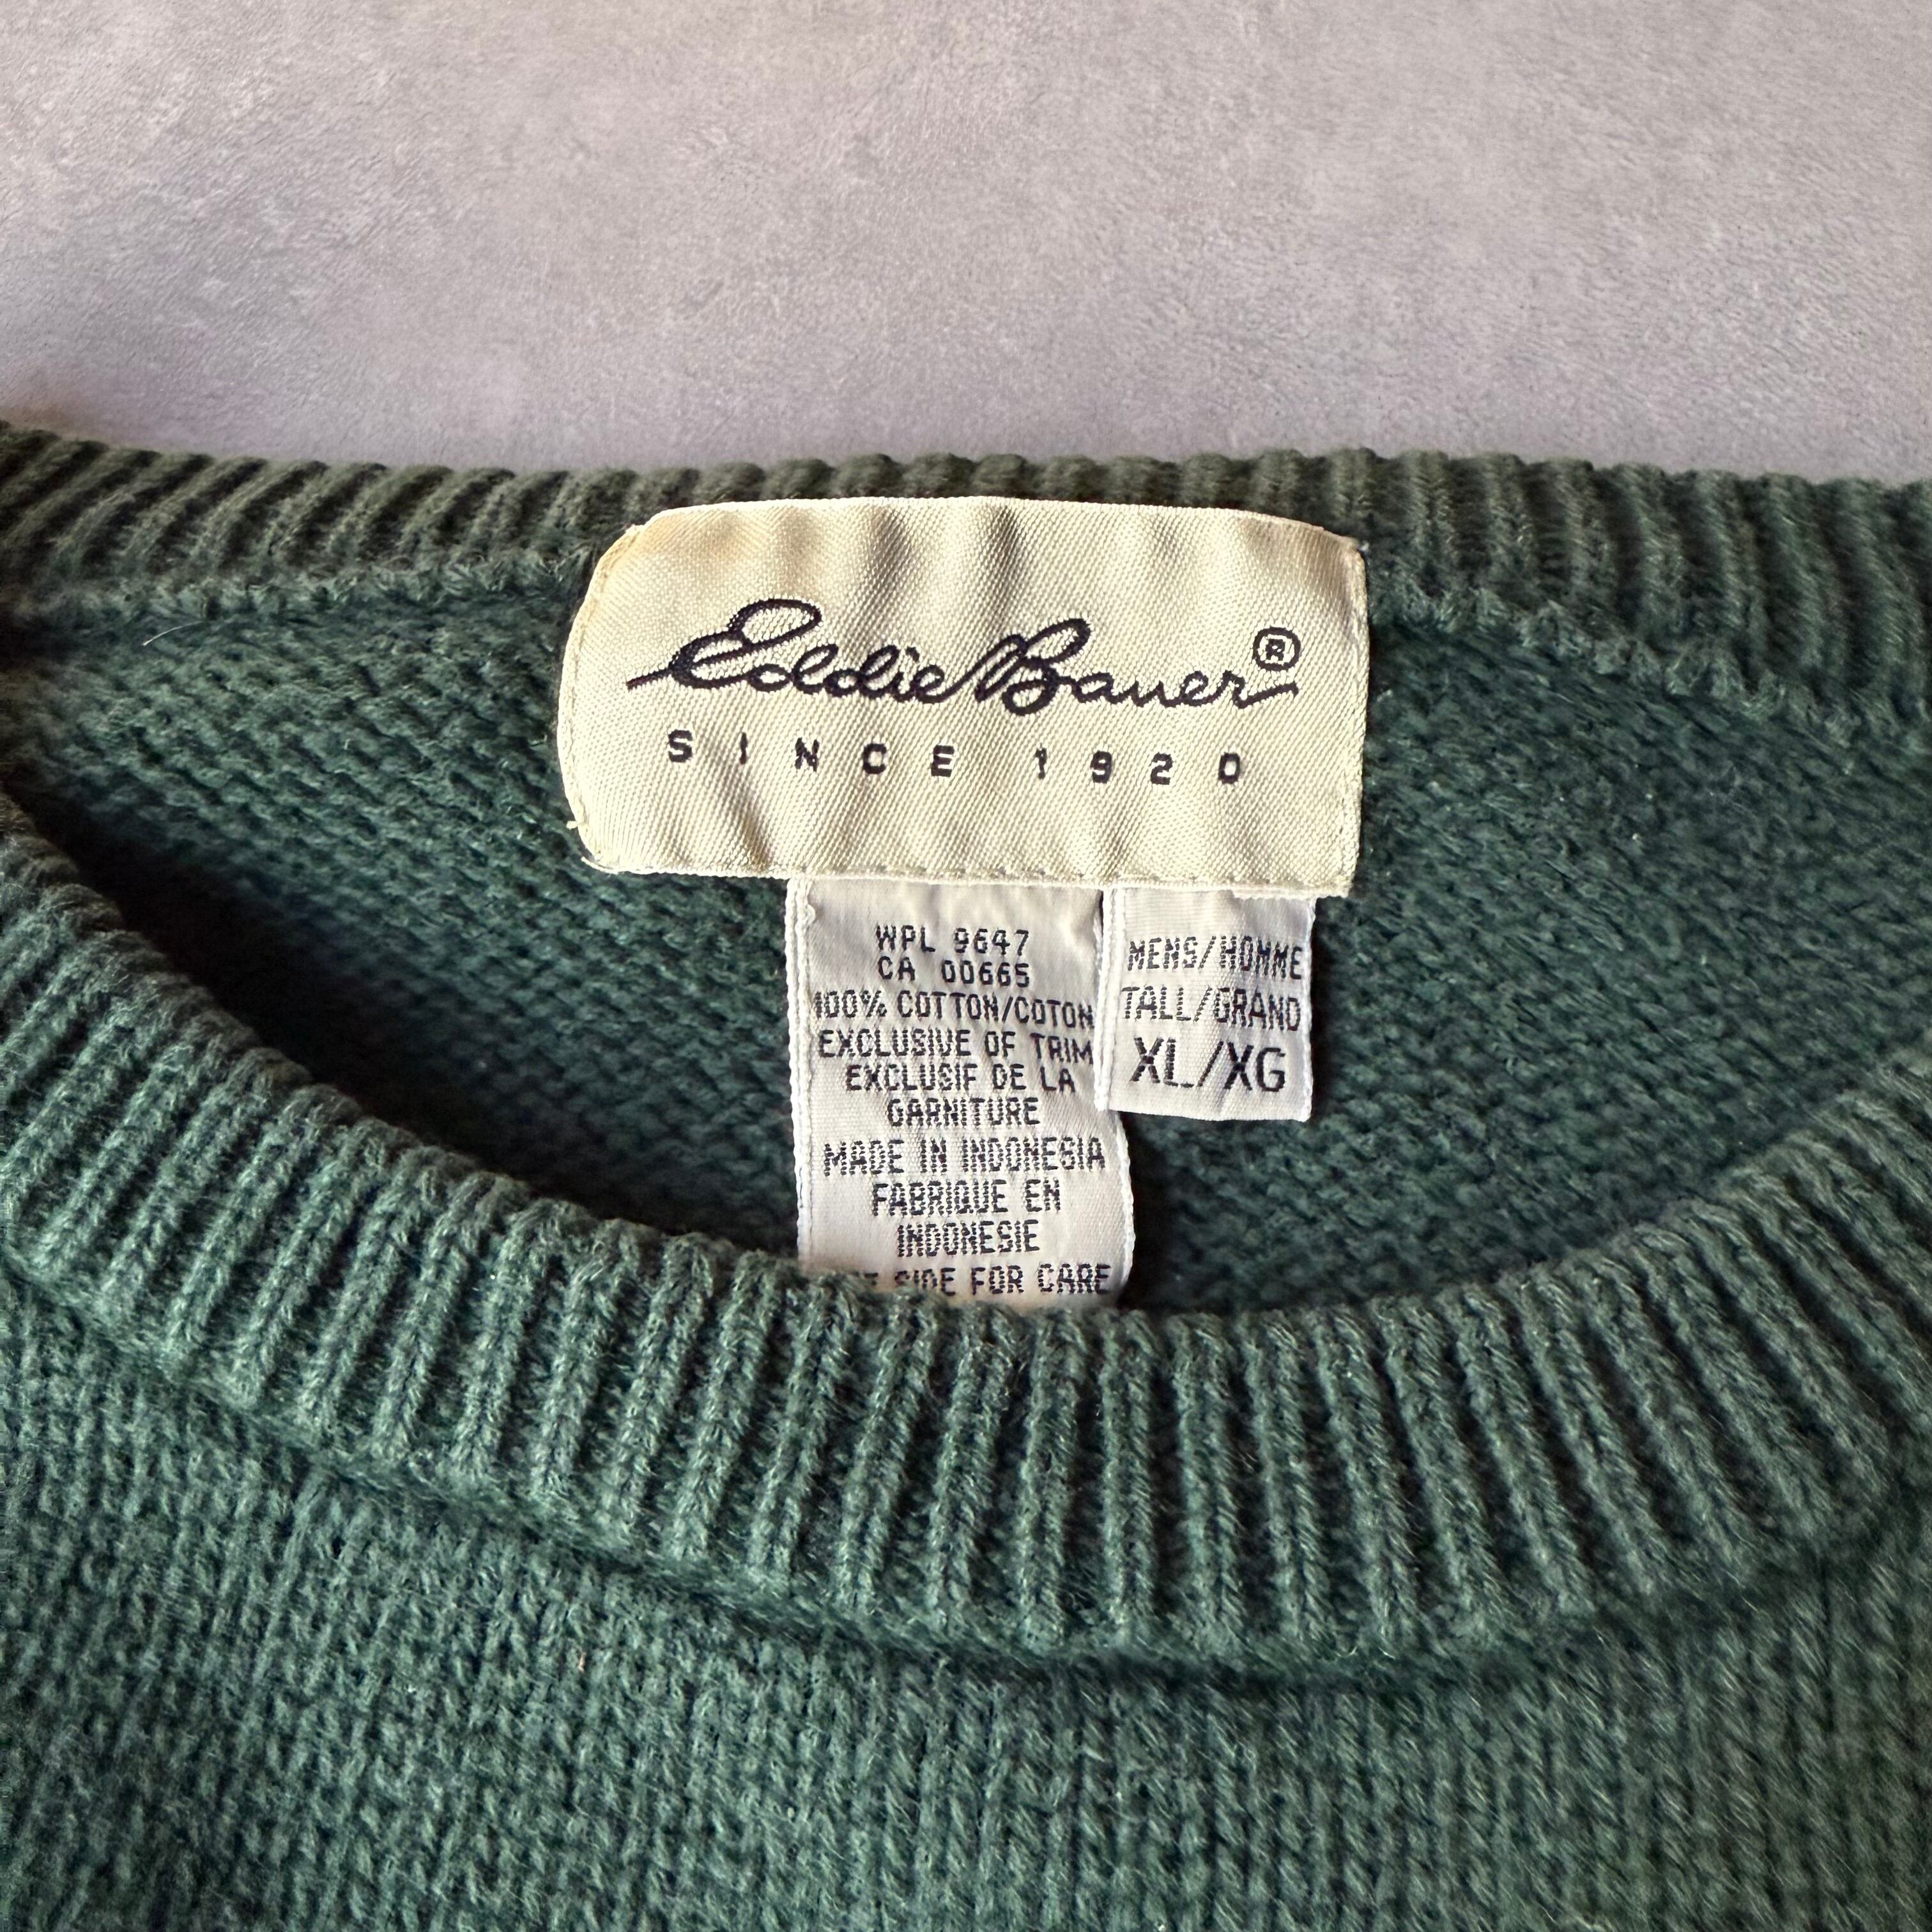 Eddie Bauer®
SINCE 1920
WPL 9647
CA 00665
100% COTTON/COTON
EXCLUSIVE OF TRIM
EXCLUSIF DE LA
GARNITURE
MADE IN INDONESIA
FABRIQUE EN
INDONESIE
SIDE FOR CARE
MENS/HOMME
TALL/GRAND
XL/XG